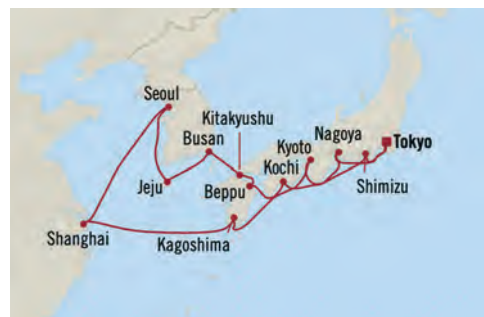 Seoul
Kitakyushu
Busan
Nagoya
Kyoto
Tokyo
Kochi
Jeju
Beppu
Shimizu
Shanghai
Kagoshima